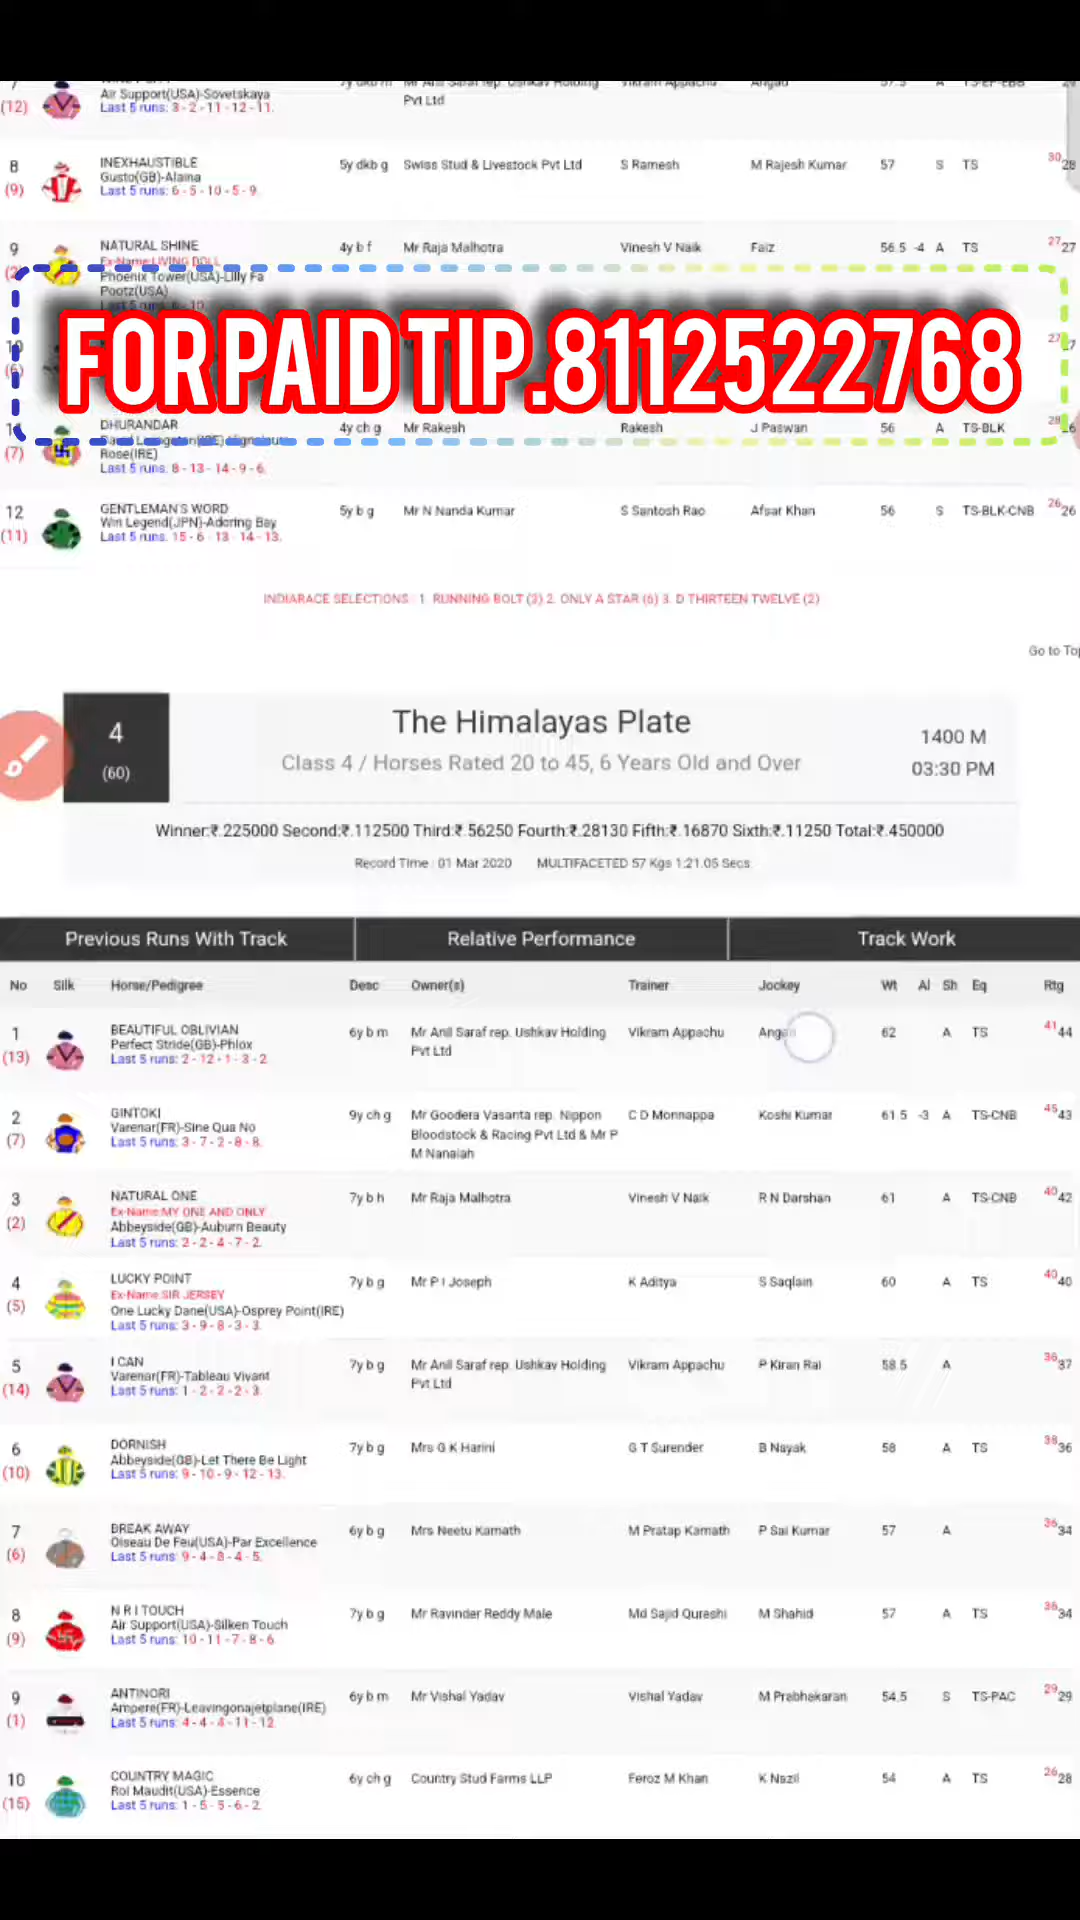 (12)
Air Support(USA)-Sovetskaya
Pvt Ltd
Last 5 runs: 3 - 2 - 11 - 12 - 11.
8 INEXHAUSTIBLE 5y dkb g Swiss Stud & Livestock Pvt Ltd S Ramesh M Rajesh Kumar 57 S TS 30 28
(9) Gusto(GB)-Alaina
Last 5 runs: 6 - 5 - 10 - 5 - 9.
9 NATURAL SHINE 4y b f Mr Raja Malhotra Vinesh V Naik Faiz 56.5 -4 A TS 27 27
Ex-Name:LIVING DOLL
Phoenix Tower(USA)-Lilly Fa
Pootz(USA)
FOR PAID TIP.8112522768
DHURANDAR 4y ch g Mr Rakesh Rakesh J Paswan 56 A TS-BLK 28
(7) Rose(IRE)
Last 5 runs: 8 - 13 - 14 - 9 - 6.
12 GENTLEMAN'S WORD 5y b g Mr N Nanda Kumar S Santosh Rao Afsar Khan 56 S TS-BLK-CNB 26 26
(11) Win Legend(JPN)-Adoring Bay
Last 5 runs: 15 - 6 - 13 - 14 - 13.
INDIARACE SELECTIONS : 1. RUNNING BOLT (3) 2. ONLY A STAR (6) 3. D THIRTEEN TWELVE (2)
Go to Top
4
(60)
The Himalayas Plate
Class 4 / Horses Rated 20 to 45, 6 Years Old and Over
1400 M
03:30 PM
Winner:₹.225000 Second:₹.112500 Third:₹.56250 Fourth:₹.28130 Fifth:₹.16870 Sixth:₹.11250 Total:₹.450000
Record Time : 01 Mar 2020 MULTIFACETED 57 Kgs 1:21.05 Secs.
Previous Runs With Track Relative Performance Track Work
No Silk Horse/Pedigree Desc Owner(s) Trainer Jockey Wt Al Sh Eq Rtg
1 BEAUTIFUL OBLIVIAN 6y b m Mr Anil Saraf rep. Ushkav Holding Vikram Appachu 62 A TS 41 44
(13) Perfect Stride(GB)-Phlox Pvt Ltd
Last 5 runs: 2 - 12 - 1 - 3 - 2
2 GINTOKI 9y ch g Mr Goodera Vasanta rep. Nippon C D Monnappa Koshi Kumar 61.5 -3 A TS-CNB 45 43
(7) Varenar(FR)-Sine Qua No Bloodstock & Racing Pvt Ltd & Mr P
Last 5 runs: 3 - 7 - 2 - 8 - 8. M Nanaiah
3 NATURAL ONE 7y b h Mr Raja Malhotra Vinesh V Naik R N Darshan 61 A TS-CNB 40 42
(2) Ex-Name:MY ONE AND ONLY
Abbeyside(GB)-Auburn Beauty
Last 5 runs: 2 - 2 - 4 - 7 - 2.
4 LUCKY POINT 7y b g Mr P I Joseph K Aditya S Saqlain 60 A TS 40 40
(5) Ex-Name:SIR JERSEY
One Lucky Dane(USA)-Osprey Point(IRE)
Last 5 runs: 3 - 9 - 8 - 3 - 3.
5 I CAN 7y b g Mr Anil Saraf rep. Ushkav Holding Vikram Appachu P Kiran Rai 58.5 A 36 37
(14) Varenar(FR)-Tableau Vivant Pvt Ltd
Last 5 runs: 1 - 2 - 2 - 2 - 3.
6 DORNISH 7y b g Mrs G K Harini G T Surender B Nayak 58 A TS 38 36
(10) Abbeyside(GB)-Let There Be Light
Last 5 runs: 9 - 10 - 9 - 12 - 13.
7 BREAK AWAY 6y b g Mrs Neetu Kamath M Pratap Kamath P Sai Kumar 57 A 36 34
(6) Oiseau De Feu(USA)-Par Excellence
Last 5 runs: 9 - 4 - 8 - 4 - 5.
8 N R I TOUCH 7y b g Mr Ravinder Reddy Male Md Sajid Qureshi M Shahid 57 A TS 36 34
(9) Air Support(USA)-Silken Touch
Last 5 runs: 10 - 11 - 7 - 8 - 6.
9 ANTINORI 6y b m Mr Vishal Yadav Vishal Yadav M Prabhakaran 54.5 S TS-PAC 29 29
(1) Ampere(FR)-Leavingonajetplane(IRE)
Last 5 runs: 4 - 4 - 4 - 11 - 12.
10 COUNTRY MAGIC 6y ch g Country Stud Farms LLP Feroz M Khan K Nazil 54 A TS 26 28
(15) Roi Maudit(USA)-Essence
Last 5 runs: 1 - 5 - 5 - 6 - 2.